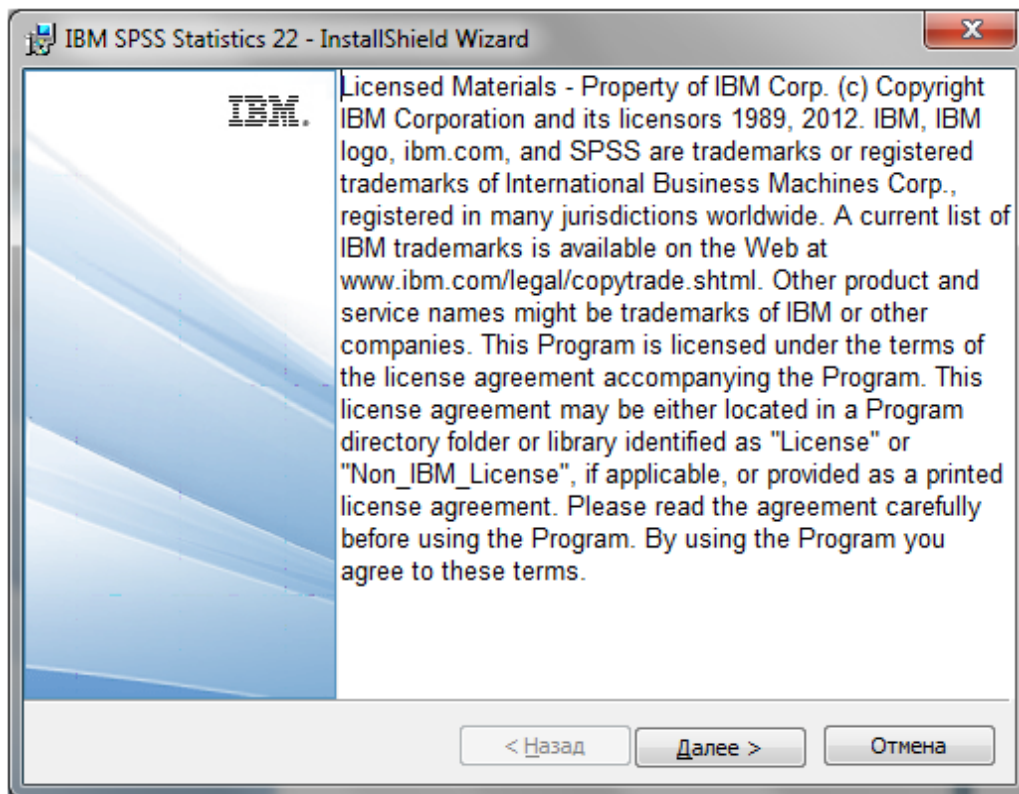 IBM SPSS Statistics 22 - InstallShield Wizard
IBM.
Licensed Materials - Property of IBM Corp. (c) Copyright
IBM Corporation and its licensors 1989, 2012. IBM, IBM
logo, ibm.com, and SPSS are trademarks or registered
trademarks of International Business Machines Corp.,
registered in many jurisdictions worldwide. A current list of
IBM trademarks is available on the Web at
www.ibm.com/legal/copytrade.shtml. Other product and
service names might be trademarks of IBM or other
companies. This Program is licensed under the terms of
the license agreement accompanying the Program. This
license agreement may be either located in a Program
directory folder or library identified as "License" or
"Non_IBM_License", if applicable, or provided as a printed
license agreement. Please read the agreement carefully
before using the Program. By using the Program you
agree to these terms.
< Назад
Далее >
Отмена